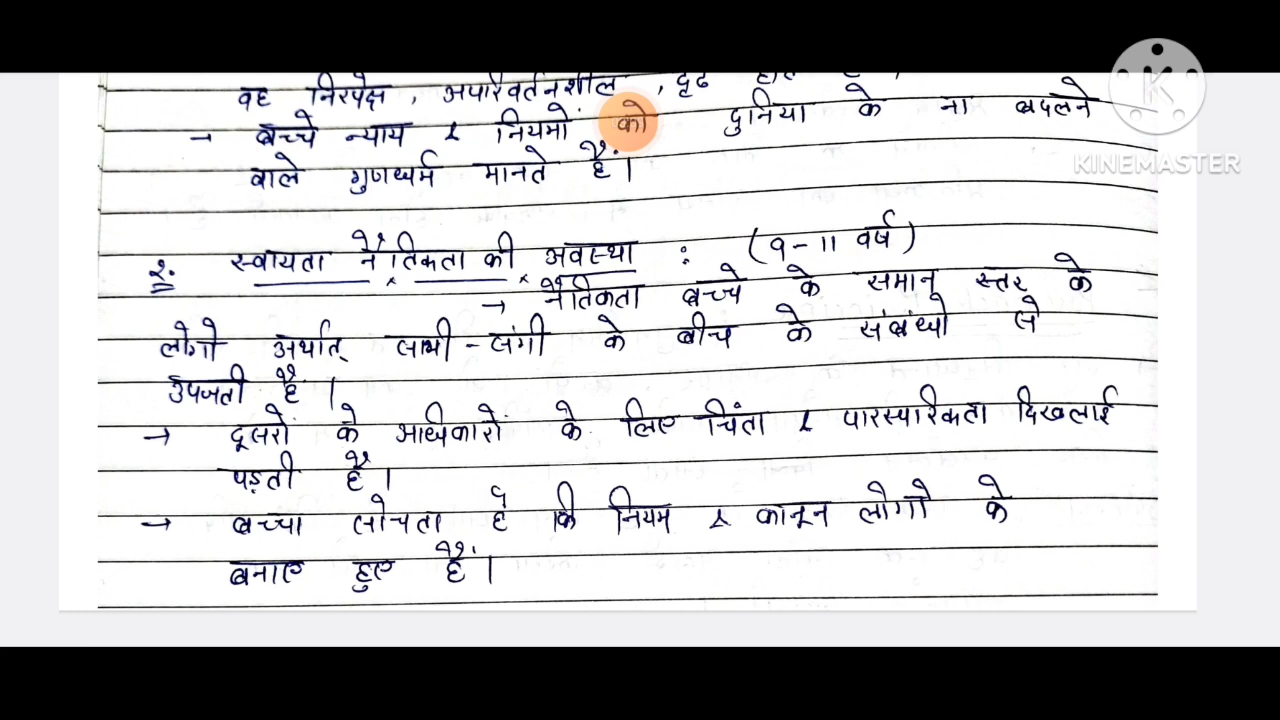 वह निरपेक्ष, अपरिवर्तनशील, दृढ
→ बच्चे न्याय & नियमों को दुनिया के ना बदलने
वाले गुणधर्म मानते हैं।
KINEMASTER
२. स्वायता नैतिकता की अवस्था : (9-11 वर्ष)
→ नैतिकता बच्चे के समान स्तर के
लोगो अर्थात् साथी-संगी के बीच के संबंधो से
उपजती है।
→ दूसरों के अधिकारों के लिए चिंता & पारस्परिकता दिखलाई
पड़ती है।
→ बच्चा सोचता है कि नियम & कानून लोगो के
बनाए हुए हैं।